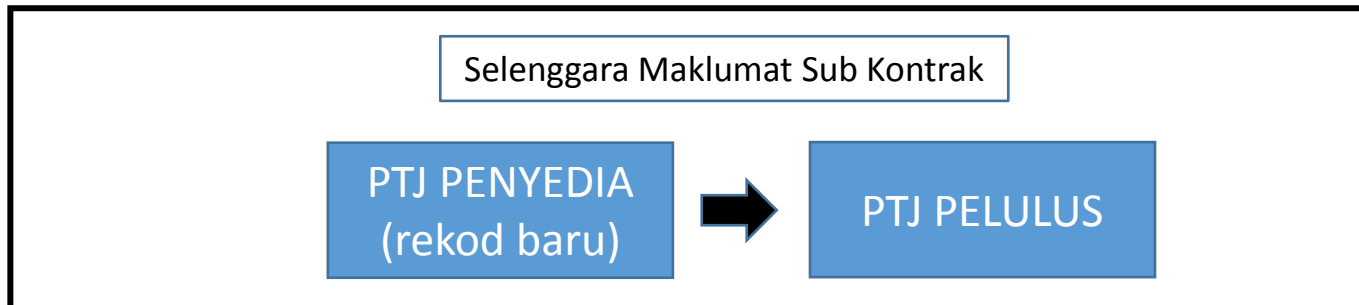 Selenggara Maklumat Sub Kontrak
PTJ PENYEDIA
(rekod baru)
PTJ PELULUS